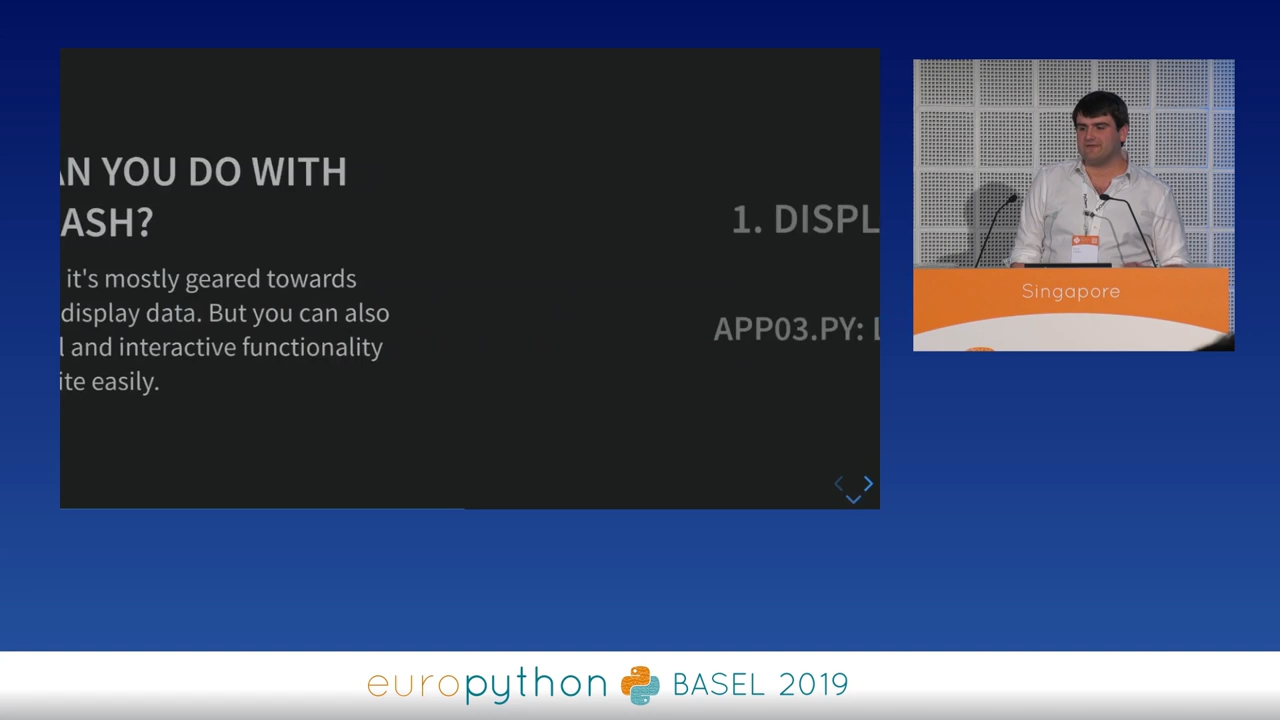 AN YOU DO WITH
ASH?
it's mostly geared towards
display data. But you can also
l and interactive functionality
ite easily.
1. DISPL
APP03.PY: L
Singapore
europython BASEL 2019